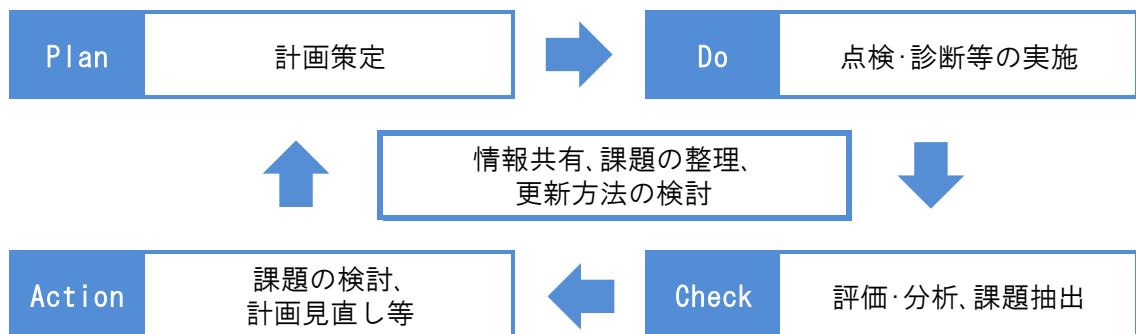 Plan
計画策定
Do
点検･診断等の実施
情報共有､課題の整理､
更新方法の検討
Action
課題の検討､
計画見直し等
Check
評価･分析､課題抽出